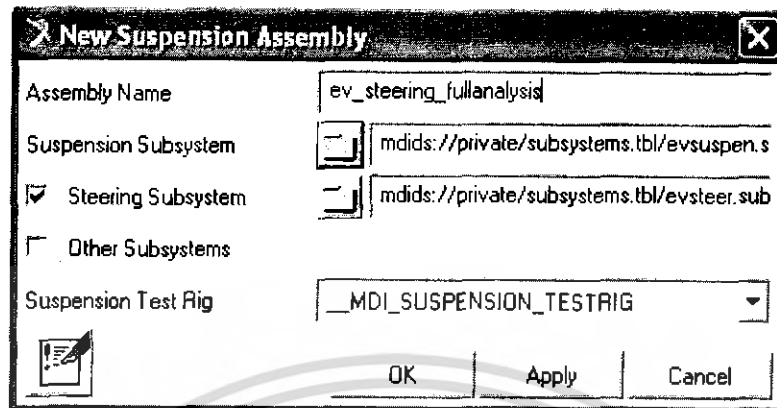 New Suspension Assembly
Assembly Name ev_steering_fullanalysis
Suspension Subsystem mdids://private/subsystems.tbl/evsuspen.s
Steering Subsystem mdids://private/subsystems.tbl/evsteer.sub
Other Subsystems
Suspension Test Rig __MDI_SUSPENSION_TESTRIG
OK Apply Cancel